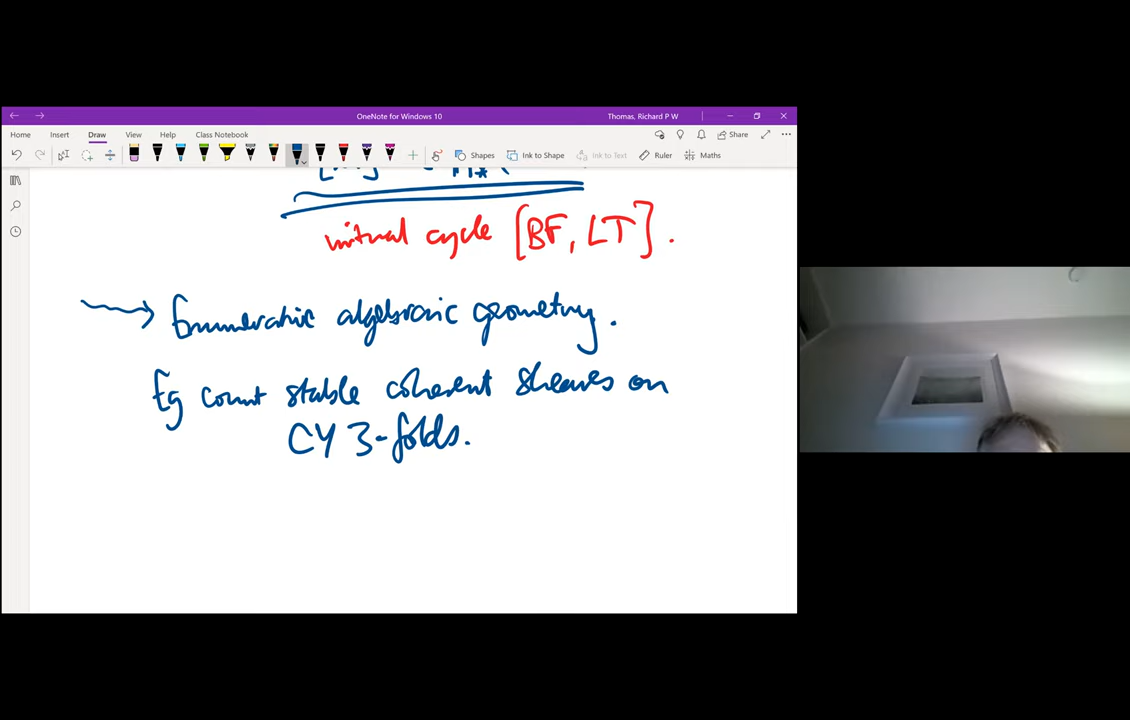 OneNote for Windows 10
Thomas, Richard P W
Home Insert Draw View Help Class Notebook
Share
Shapes Ink to Shape Ink to Text Ruler Maths
virtual cycle [BF, LT].
Enumerative algebraic geometry.
Eg count stable coherent sheaves on
CY 3-folds.